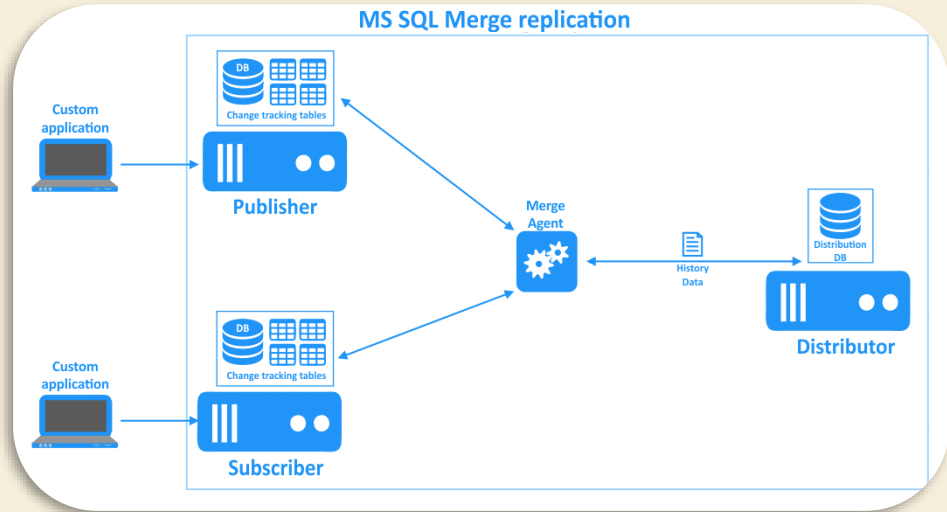 MS SQL Merge replication
DB
Change tracking tables
Custom
application
Publisher
Merge
Agent
Distribution
DB
History
Data
Distributor
DB
Change tracking tables
Custom
application
Subscriber